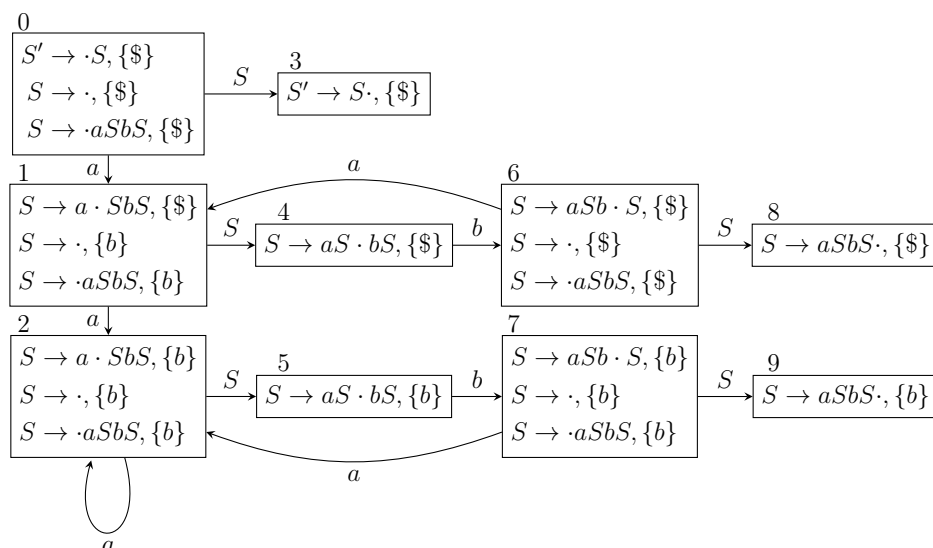 0
S′ → ·S, {$}
S → ·, {$}
S → ·aSbS, {$}
S
3
S′ → S·, {$}
a
1
S → a · SbS, {$}
S → ·, {b}
S → ·aSbS, {b}
S
4
S → aS · bS, {$}
b
a
6
S → aSb · S, {$}
S → ·, {$}
S → ·aSbS, {$}
S
8
S → aSbS·, {$}
a
2
S → a · SbS, {b}
S → ·, {b}
S → ·aSbS, {b}
S
5
S → aS · bS, {b}
b
7
S → aSb · S, {b}
S → ·, {b}
S → ·aSbS, {b}
S
9
S → aSbS·, {b}
a
a